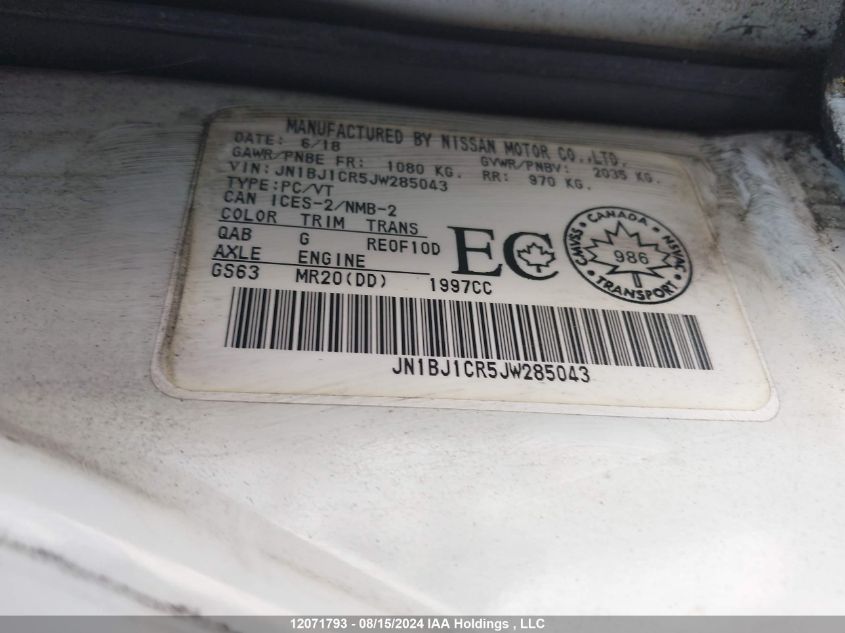 MANUFACTURED BY NISSAN MOTOR CO.,LTD.
DATE: 6/18
GAWR/PNBE FR: 1080 KG. GVWR/PNBV: 2035 KG.
VIN: JN1BJ1CR5JW285043 RR: 970 KG.
TYPE: PC/VT
CAN ICES-2/NMB-2
COLOR TRIM TRANS
QAB G RE0F10D
AXLE ENGINE
GS63 MR20(DD) 1997CC
EC
CANADA
CMVSS 986 NSVAC
TRANSPORT
JN1BJ1CR5JW285043
12071793 - 08/15/2024 IAA Holdings , LLC